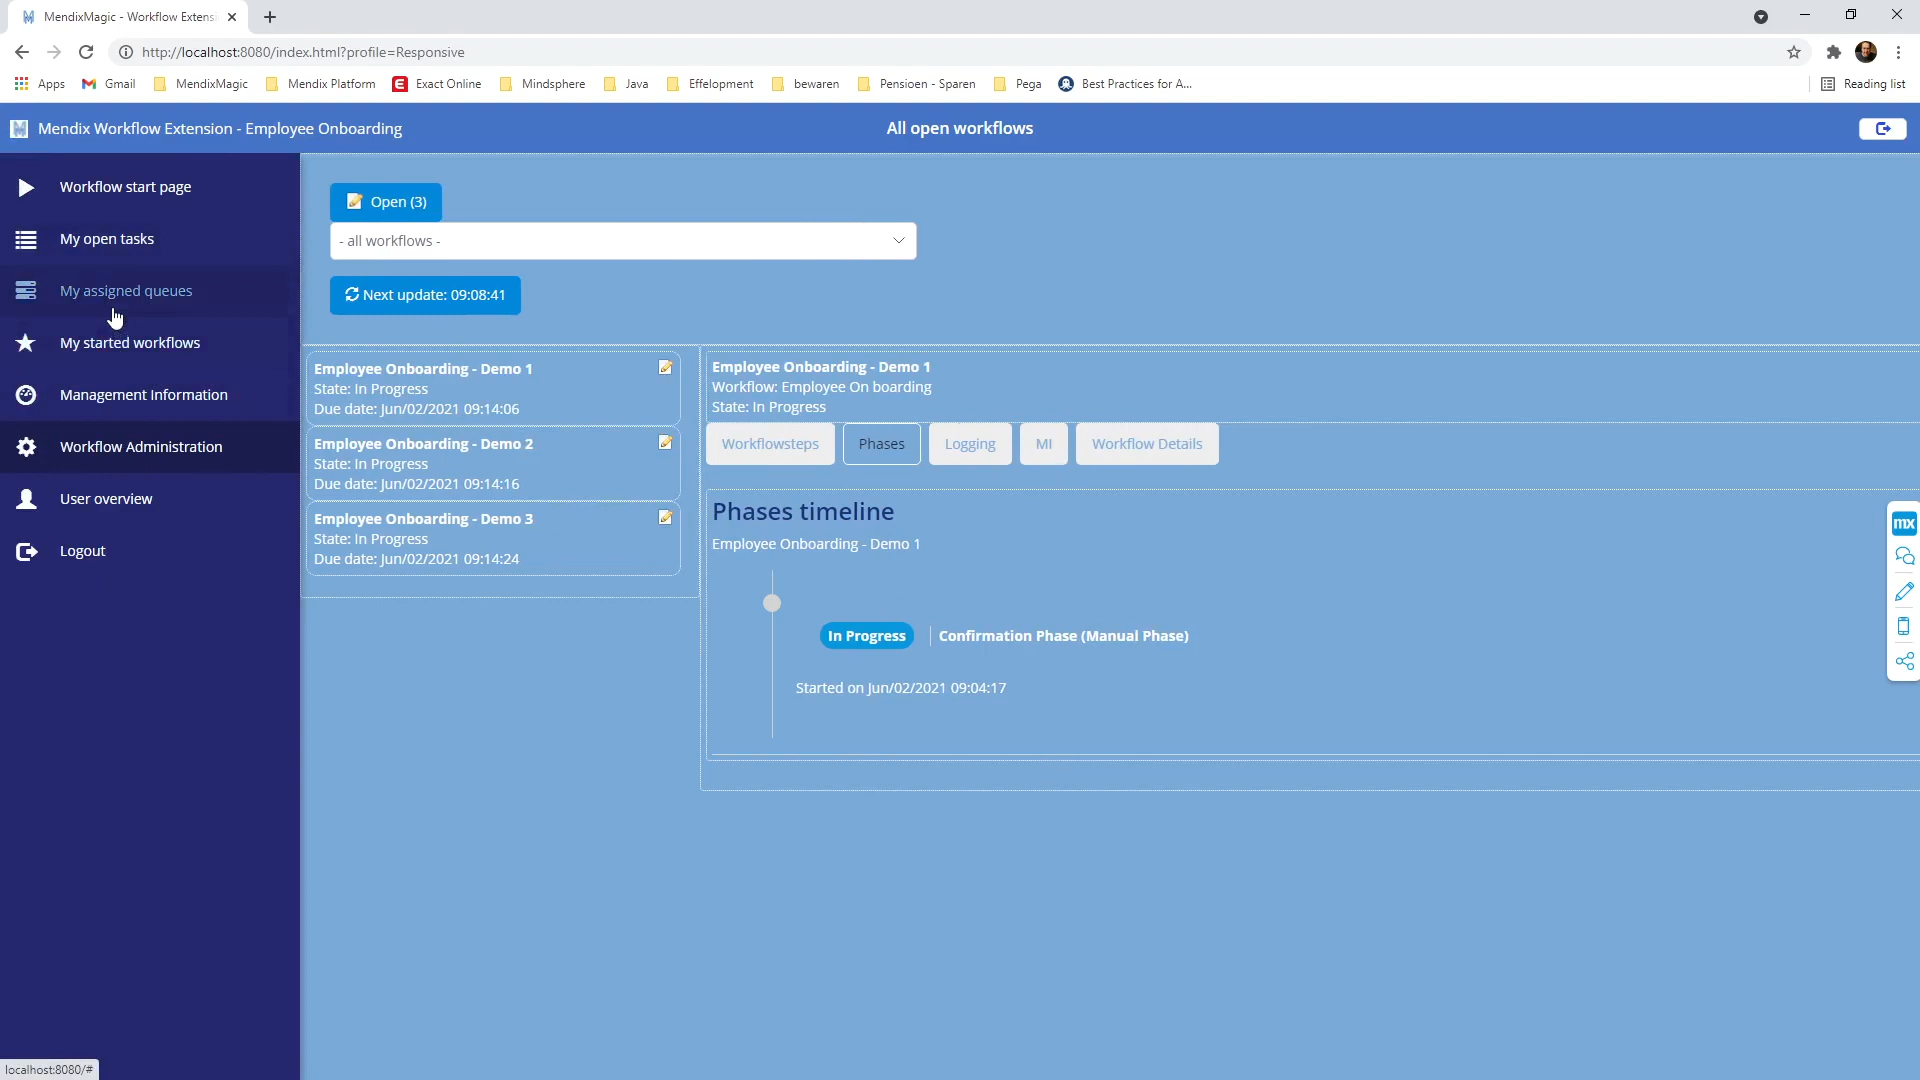 MendixMagic - Workflow Extens
http://localhost:8080/index.html?profile=Responsive
Apps
Gmail
MendixMagic
Mendix Platform
Exact Online
Mindsphere
Java
Effelopment
bewaren
Pensioen - Sparen
Pega
Best Practices for A...
Reading list
Mendix Workflow Extension - Employee Onboarding
All open workflows
Workflow start page
My open tasks
My assigned queues
My started workflows
Management Information
Workflow Administration
User overview
Logout
Open (3)
- all workflows -
Next update: 09:08:41
Employee Onboarding - Demo 1
State: In Progress
Due date: Jun/02/2021 09:14:06
Employee Onboarding - Demo 2
State: In Progress
Due date: Jun/02/2021 09:14:16
Employee Onboarding - Demo 3
State: In Progress
Due date: Jun/02/2021 09:14:24
Employee Onboarding - Demo 1
Workflow: Employee On boarding
State: In Progress
Workflowsteps
Phases
Logging
MI
Workflow Details
Phases timeline
Employee Onboarding - Demo 1
In Progress
Confirmation Phase (Manual Phase)
Started on Jun/02/2021 09:04:17
mx
localhost:8080/#